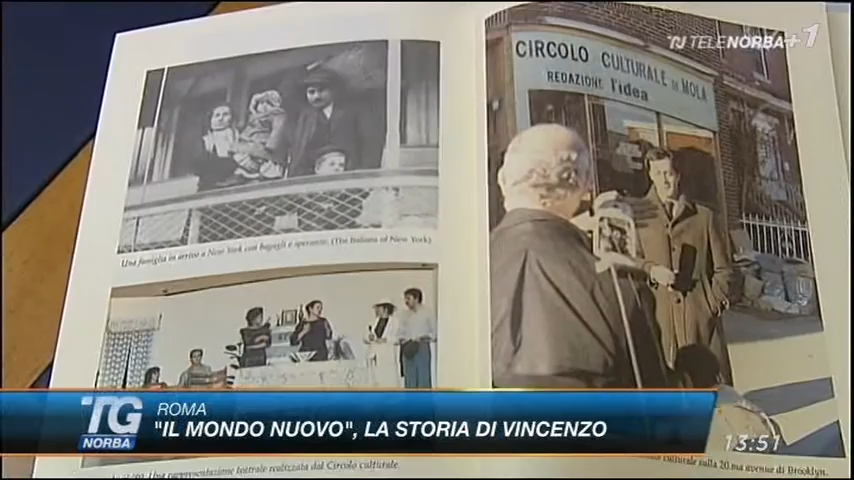 TN TELENORBA +1
CIRCOLO CULTURALE DI MOLA
REDAZIONE l'idea
Una famiglia in arrivo a New York con bagagli e speranze. (The Italians of New York)
TG
NORBA
ROMA
"IL MONDO NUOVO", LA STORIA DI VINCENZO
13:51
Una rappresentazione teatrale realizzata dal Circolo culturale.
culturale sulla 20.ma avenue di Brooklyn.